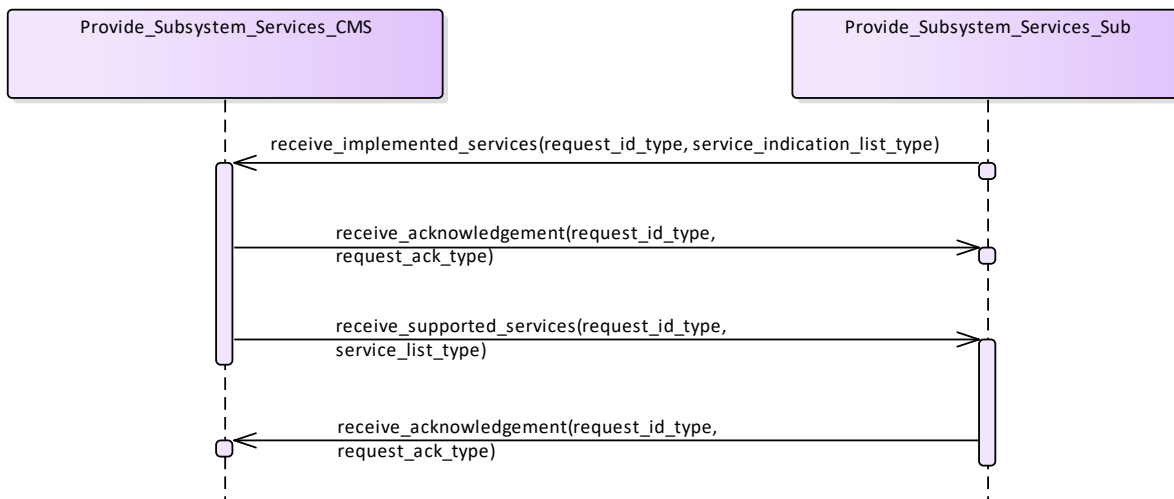 Provide_Subsystem_Services_CMS
Provide_Subsystem_Services_Sub
receive_implemented_services(request_id_type, service_indication_list_type)
receive_acknowledgement(request_id_type,
request_ack_type)
receive_supported_services(request_id_type,
service_list_type)
receive_acknowledgement(request_id_type,
request_ack_type)